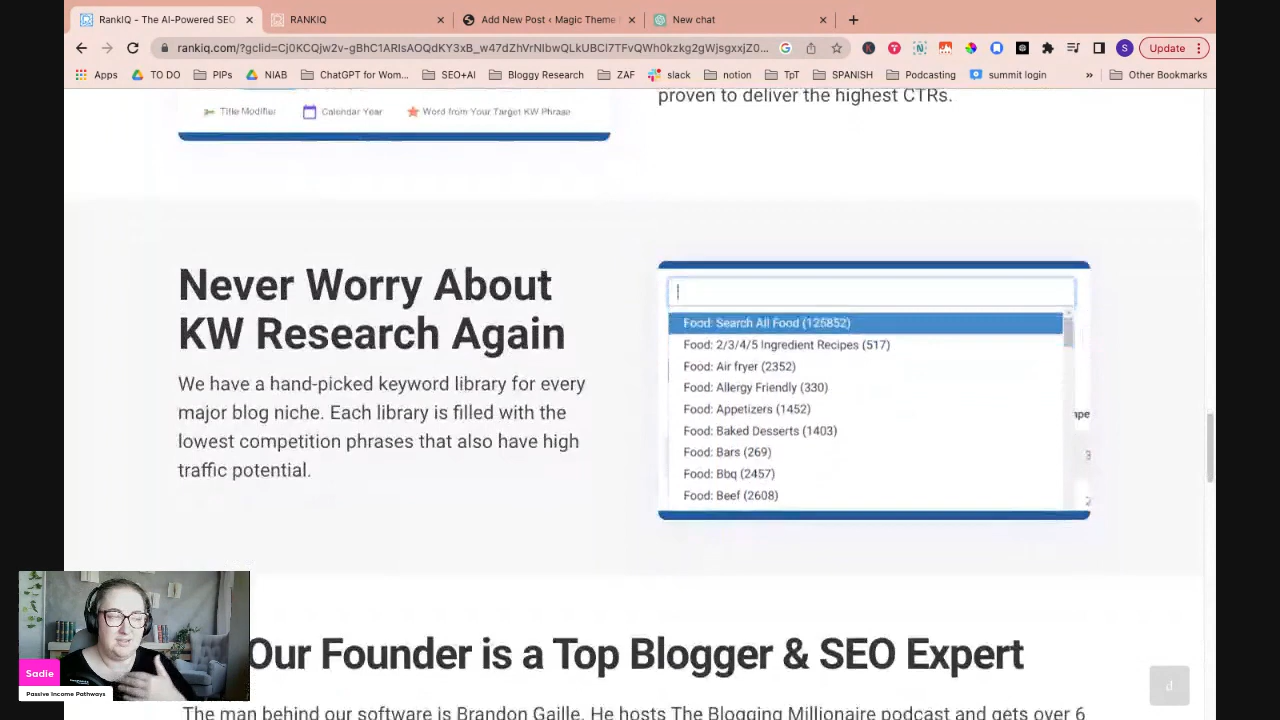 RankIQ - The AI-Powered SEO
RANKIQ
Add New Post ‹ Magic Theme
New chat
rankiq.com/?gclid=Cj0KCQjw2v-gBhC1ARIsAOQdKY3xB_w47dZhVrNIbwQLkUBCl7TFvQWh0kzkg2gWjsgxxjZ0...
Update
Apps
TO DO
PIPs
NIAB
ChatGPT for Wom...
SEO+AI
Bloggy Research
ZAF
slack
notion
TpT
SPANISH
Podcasting
summit login
»
Other Bookmarks
proven to deliver the highest CTRs.
Title Modifier
Calendar Year
Word from Your Target KW Phrase
Never Worry About
KW Research Again
We have a hand-picked keyword library for every
major blog niche. Each library is filled with the
lowest competition phrases that also have high
traffic potential.
Food: Search All Food (125852)
Food: 2/3/4/5 Ingredient Recipes (517)
Food: Air fryer (2352)
Food: Allergy Friendly (330)
Food: Appetizers (1452)
Food: Baked Desserts (1403)
Food: Bars (269)
Food: Bbq (2457)
Food: Beef (2608)
Our Founder is a Top Blogger & SEO Expert
The man behind our software is Brandon Gaille. He hosts The Blogging Millionaire podcast and gets over 6
Sadie
Passive Income Pathways